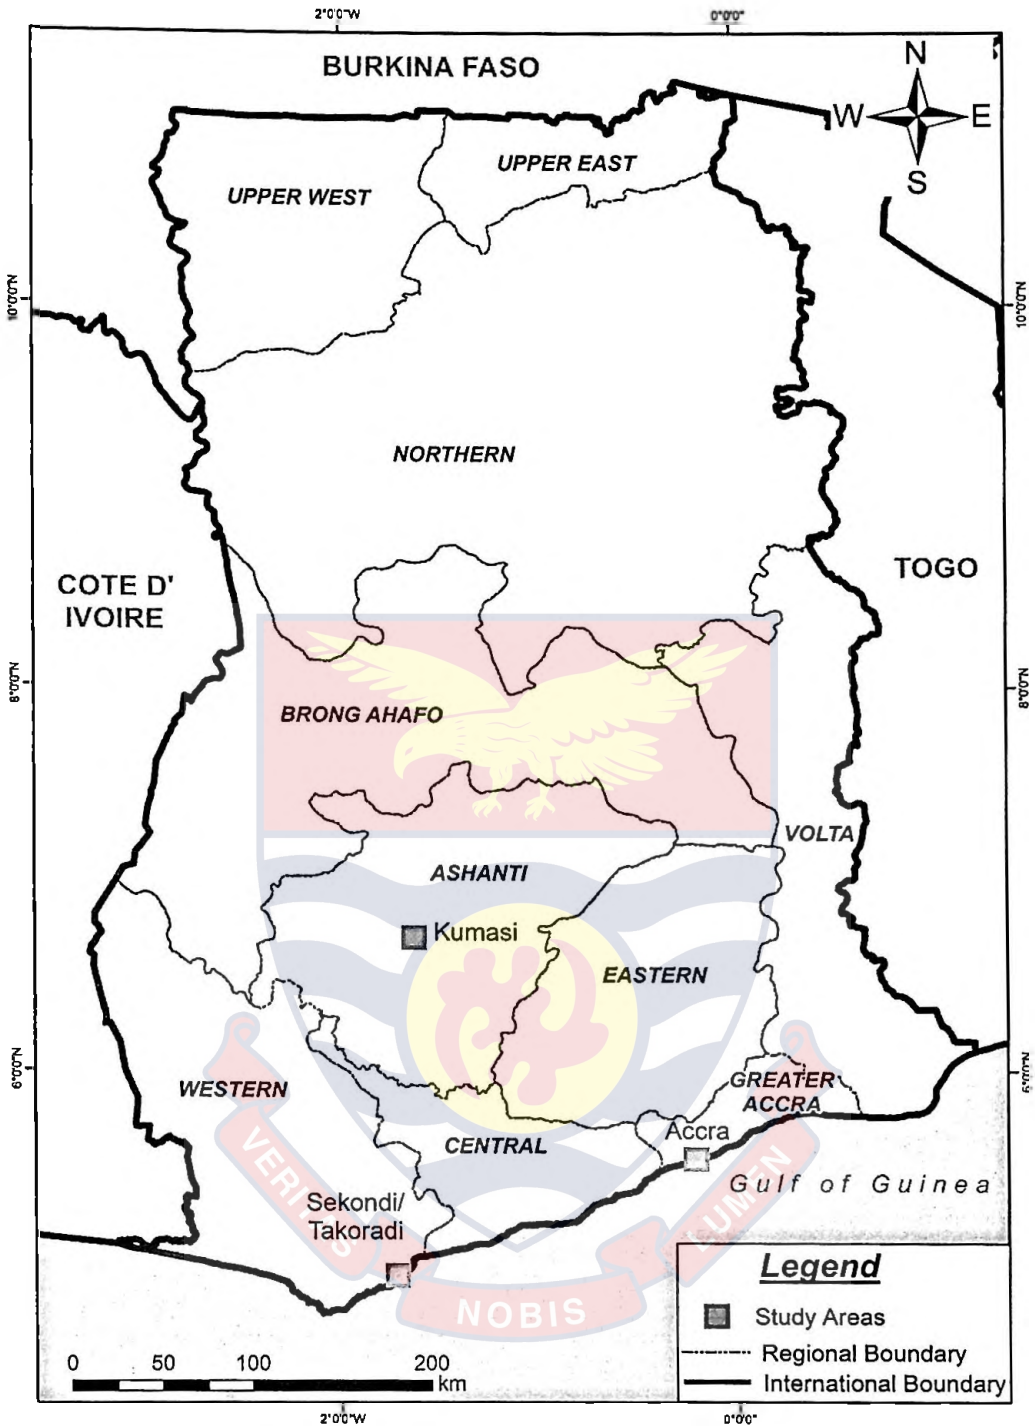 2°0'0"W
0°0'0"
BURKINA FASO
N
W
E
S
UPPER EAST
UPPER WEST
10°0'0"N
10°0'0"N
NORTHERN
TOGO
COTE D'
IVOIRE
8°0'0"N
8°0'0"N
BRONG AHAFO
VOLTA
ASHANTI
Kumasi
EASTERN
6°0'0"N
6°0'0"N
WESTERN
GREATER
ACCRA
Accra
CENTRAL
Gulf of Guinea
Sekondi/
Takoradi
VERITAS
LUMEN
NOBIS
Legend
Study Areas
Regional Boundary
International Boundary
0 50 100 200
km
2°0'0"W
0°0'0"